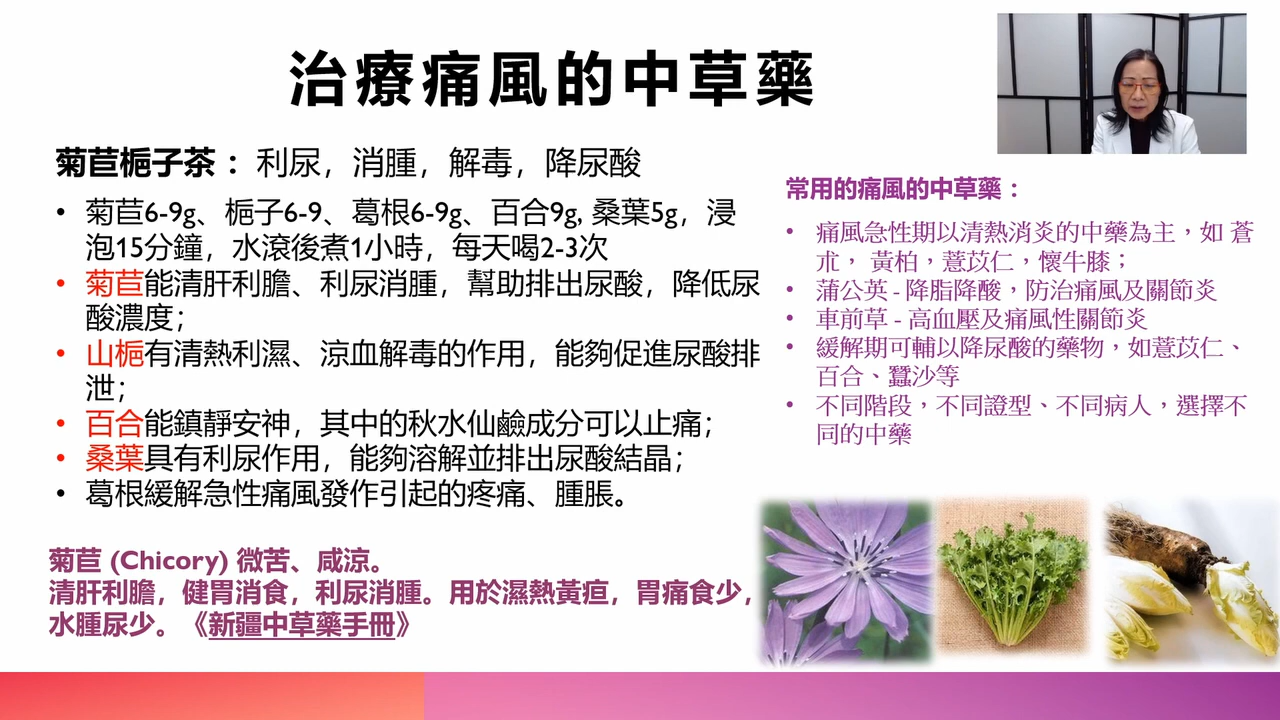 治療痛風的中草藥
菊苣梔子茶： 利尿，消腫，解毒，降尿酸
• 菊苣6-9g、梔子6-9、葛根6-9g、百合9g, 桑葉5g，浸
泡15分鐘，水滾後煮1小時，每天喝2-3次
• 菊苣能清肝利膽、利尿消腫，幫助排出尿酸，降低尿
酸濃度；
• 山梔有清熱利濕、涼血解毒的作用，能夠促進尿酸排
泄；
• 百合能鎮靜安神，其中的秋水仙鹼成分可以止痛；
• 桑葉具有利尿作用，能夠溶解並排出尿酸結晶；
• 葛根緩解急性痛風發作引起的疼痛、腫脹。
菊苣 (Chicory) 微苦、咸涼。
清肝利膽，健胃消食，利尿消腫。用於濕熱黃疸，胃痛食少，
水腫尿少。《新疆中草藥手冊》
常用的痛風的中草藥：
• 痛風急性期以清熱消炎的中藥為主，如 蒼
朮， 黃柏，薏苡仁，懷牛膝；
• 蒲公英 - 降脂降酸，防治痛風及關節炎
• 車前草 - 高血壓及痛風性關節炎
• 緩解期可輔以降尿酸的藥物，如薏苡仁、
百合、蠶沙等
• 不同階段，不同證型、不同病人，選擇不
同的中藥